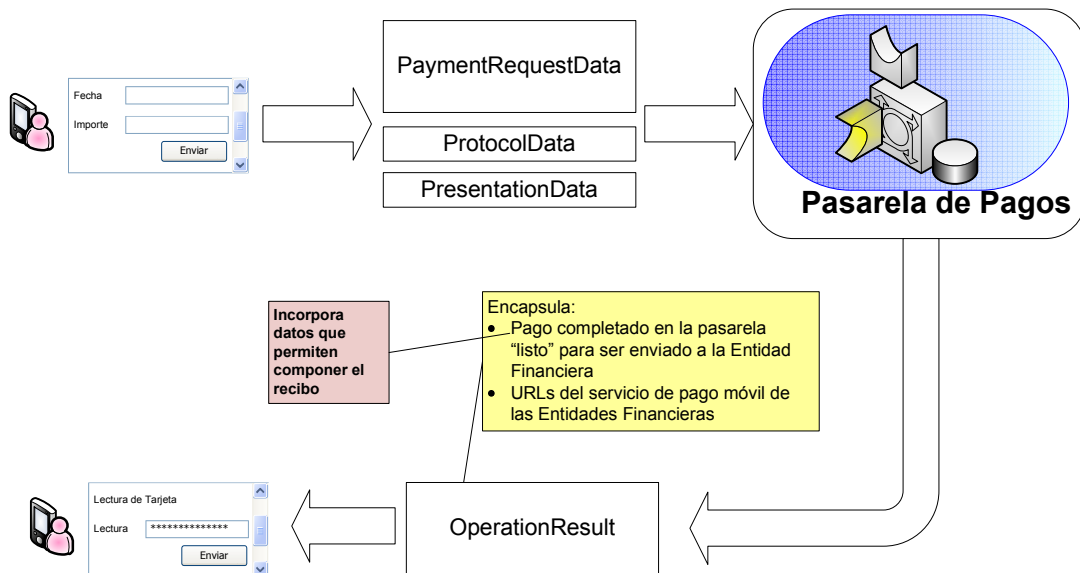 Fecha
Importe
Enviar
PaymentRequestData
ProtocolData
PresentationData
Pasarela de Pagos
Incorpora
datos que
permiten
componer el
recibo
Encapsula:
• Pago completado en la pasarela
“listo” para ser enviado a la Entidad
Financiera
• URLs del servicio de pago móvil de
las Entidades Financieras
Lectura de Tarjeta
Lectura **************
Enviar
OperationResult